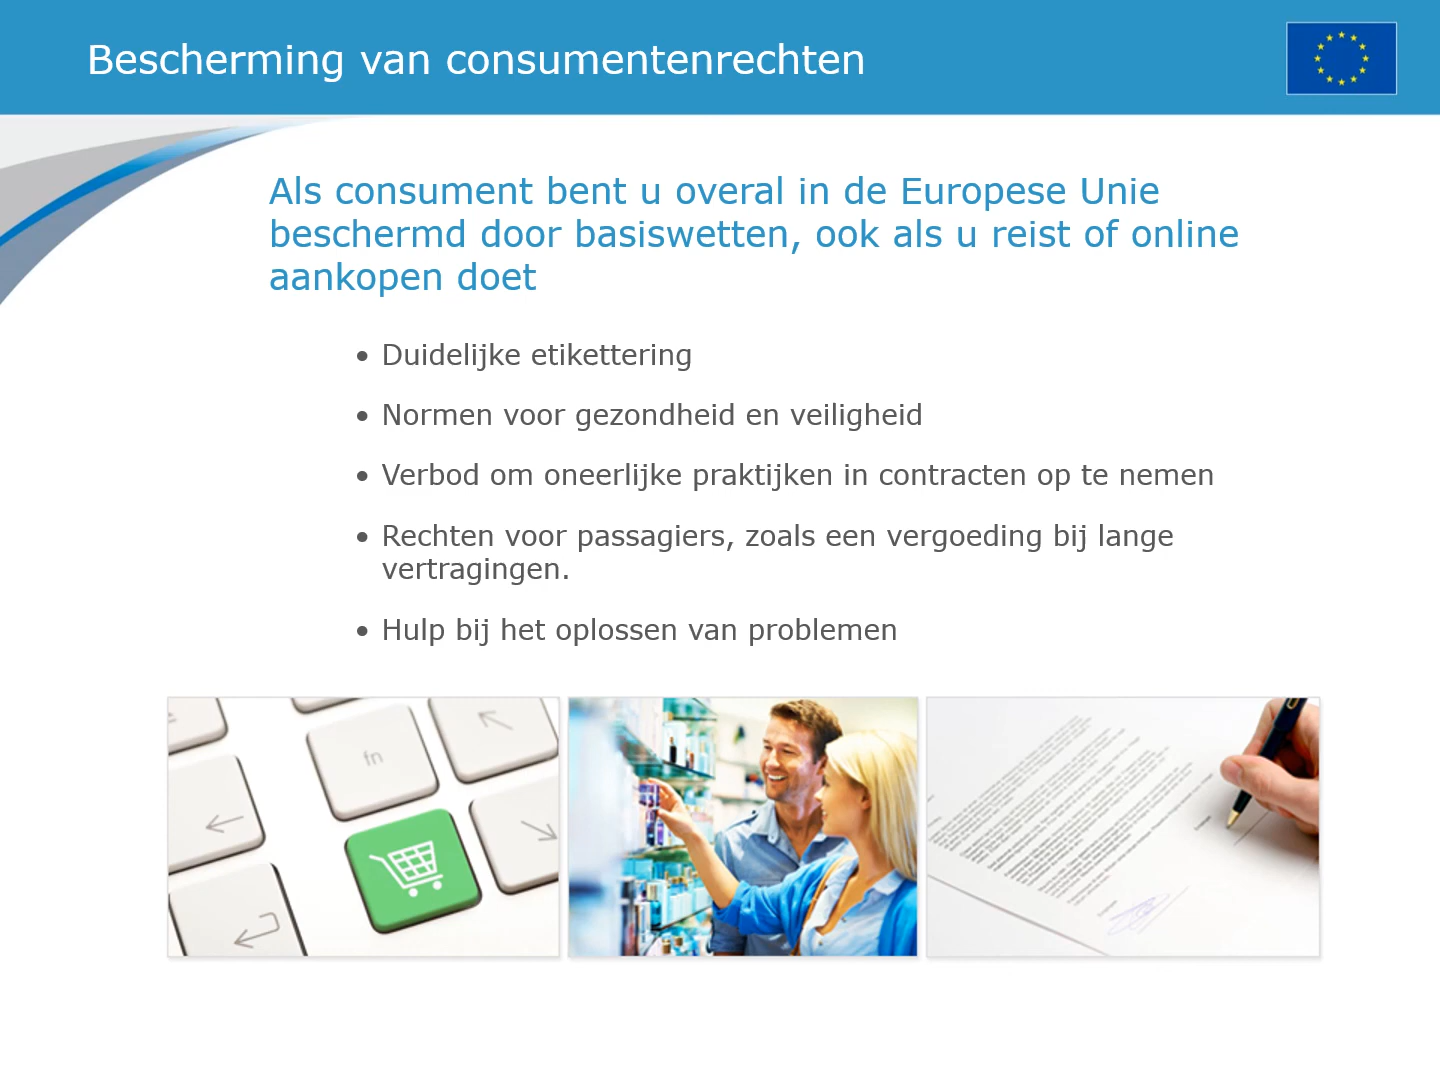 Bescherming van consumentenrechten
Als consument bent u overal in de Europese Unie
beschermd door basiswetten, ook als u reist of online
aankopen doet
• Duidelijke etikettering
• Normen voor gezondheid en veiligheid
• Verbod om oneerlijke praktijken in contracten op te nemen
• Rechten voor passagiers, zoals een vergoeding bij lange
vertragingen.
• Hulp bij het oplossen van problemen
fn